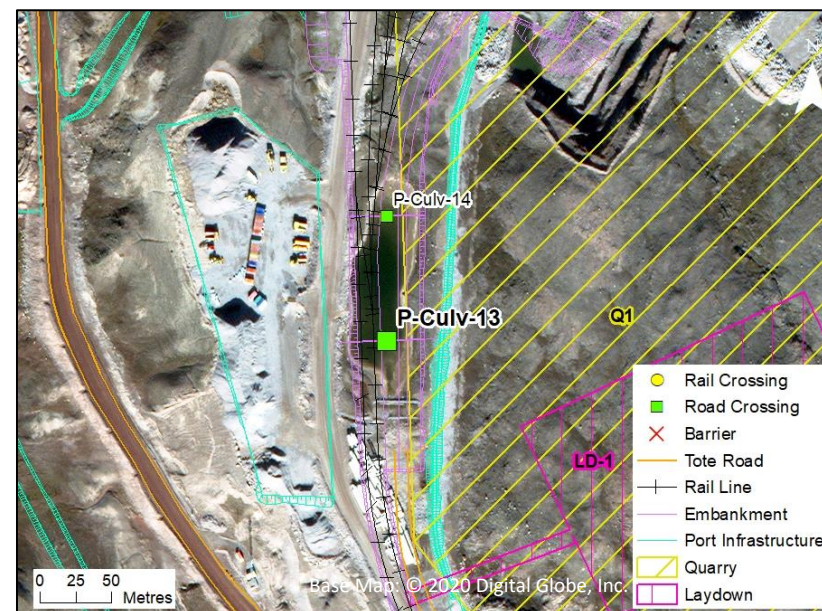 N
P-Culv-14
P-Culv-13
Q1
LD-1
Rail Crossing
Road Crossing
Barrier
Tote Road
Rail Line
Embankment
Port Infrastructure
Quarry
Laydown
0 25 50
Metres
Base Map: © 2020 Digital Globe, Inc.